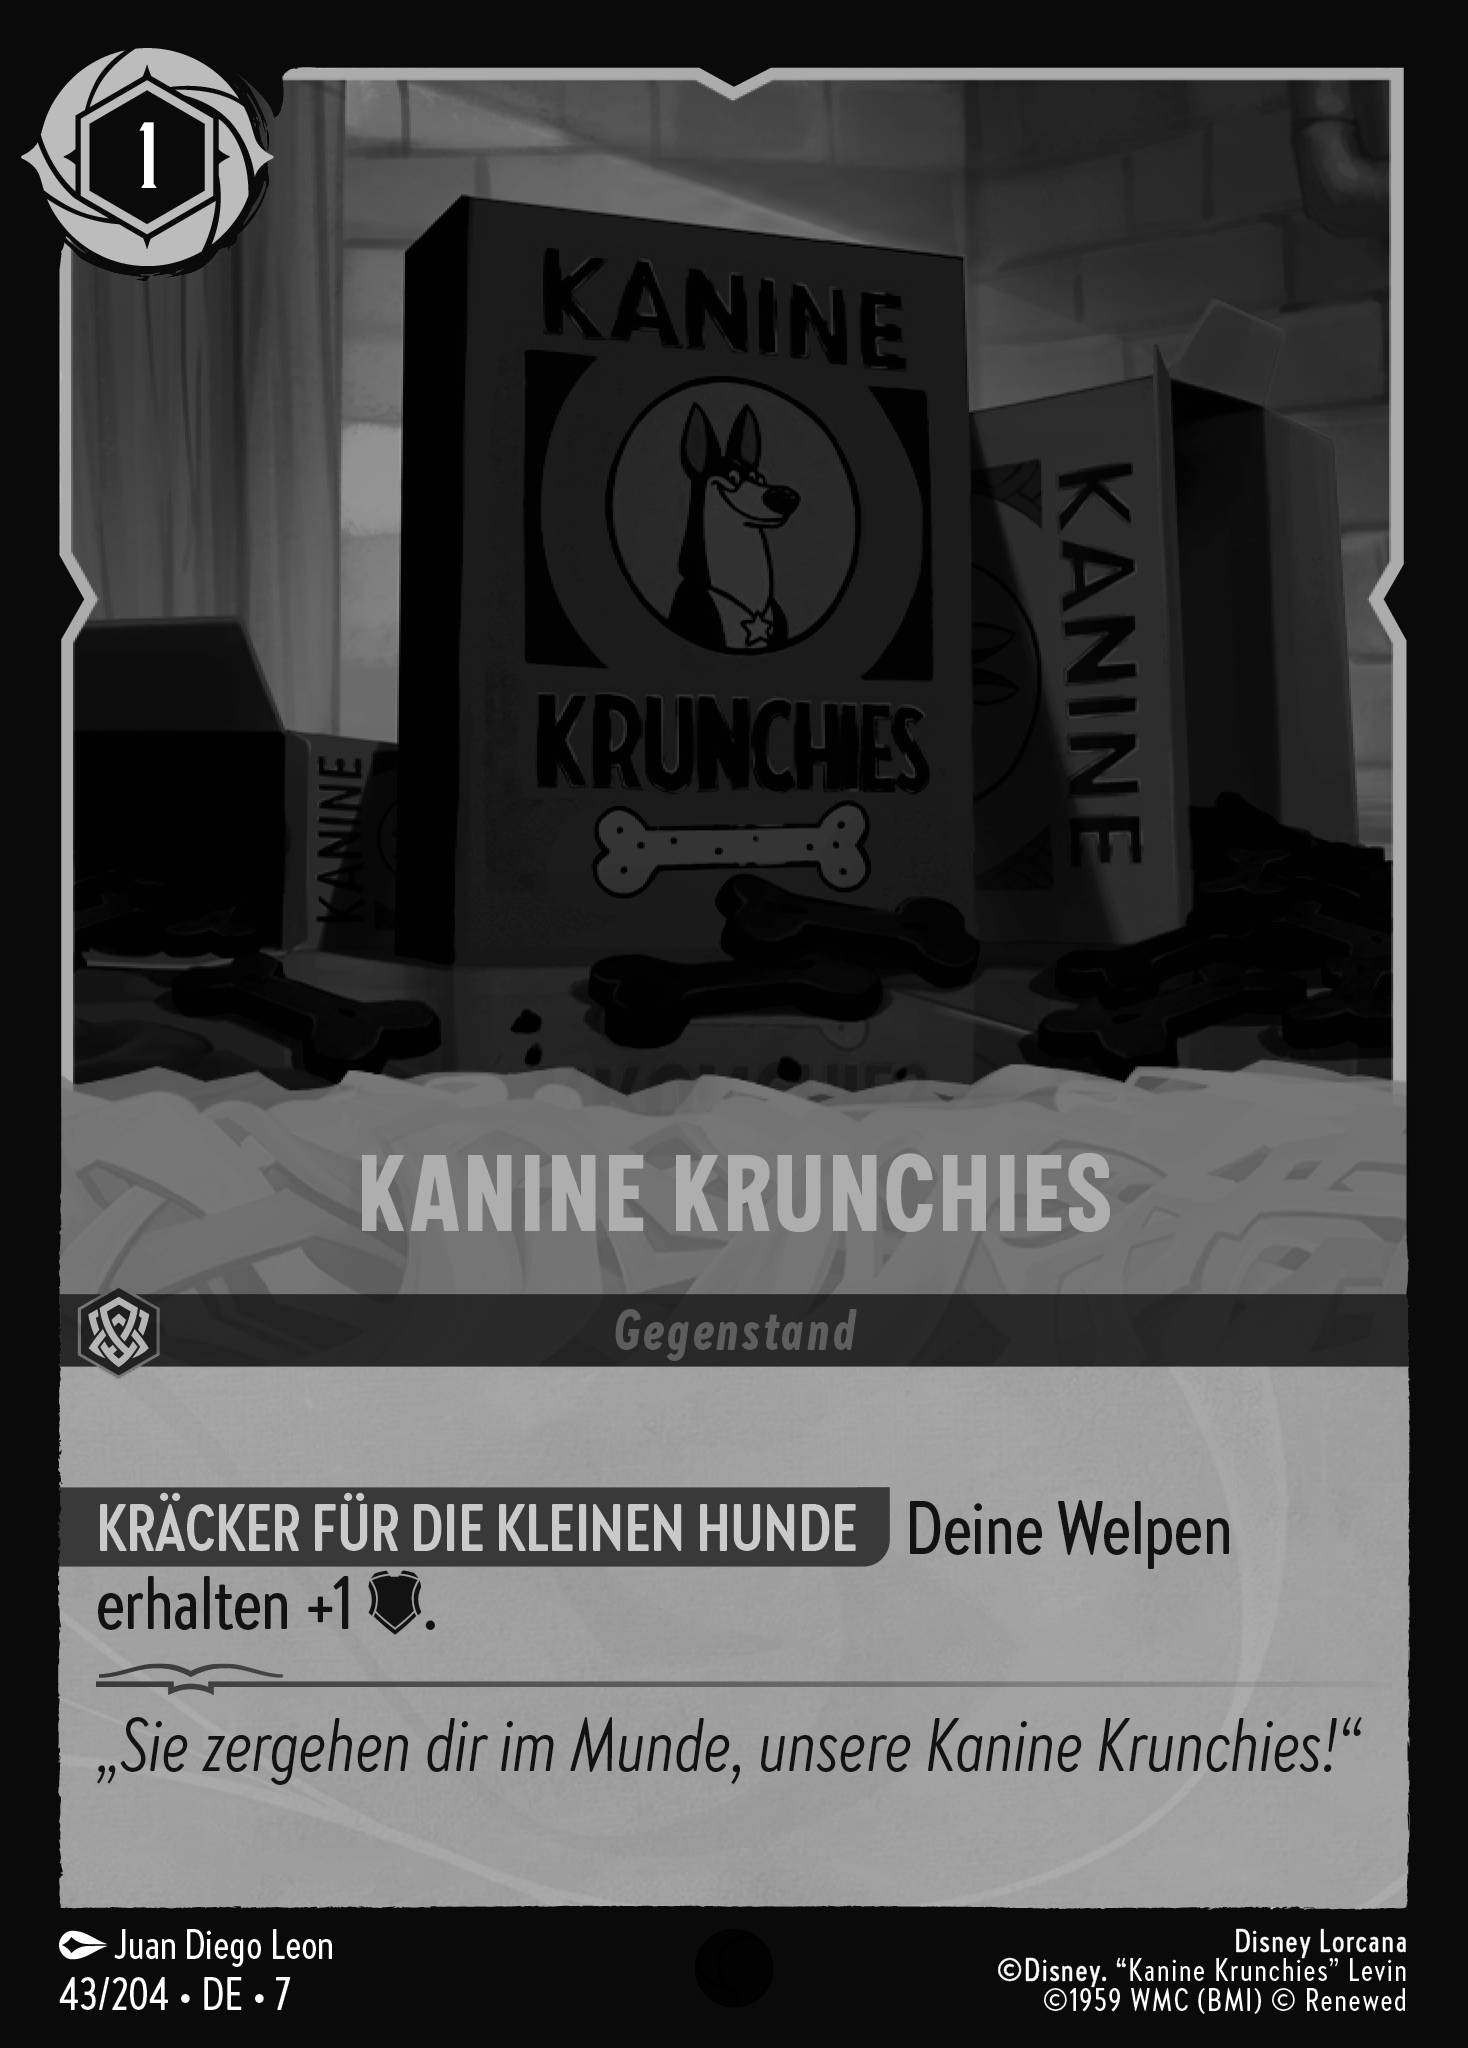 1
KANINE
KRUNCHIES
KANINE
KANINE
KANINE KRUNCHIES
Gegenstand
KRÄCKER FÜR DIE KLEINEN HUNDE Deine Welpen
erhalten +1 .
„Sie zergehen dir im Munde, unsere Kanine Krunchies!“
Juan Diego Leon
43/204 • DE • 7
Disney Lorcana
©Disney. “Kanine Krunchies” Levin
©1959 WMC (BMI) © Renewed